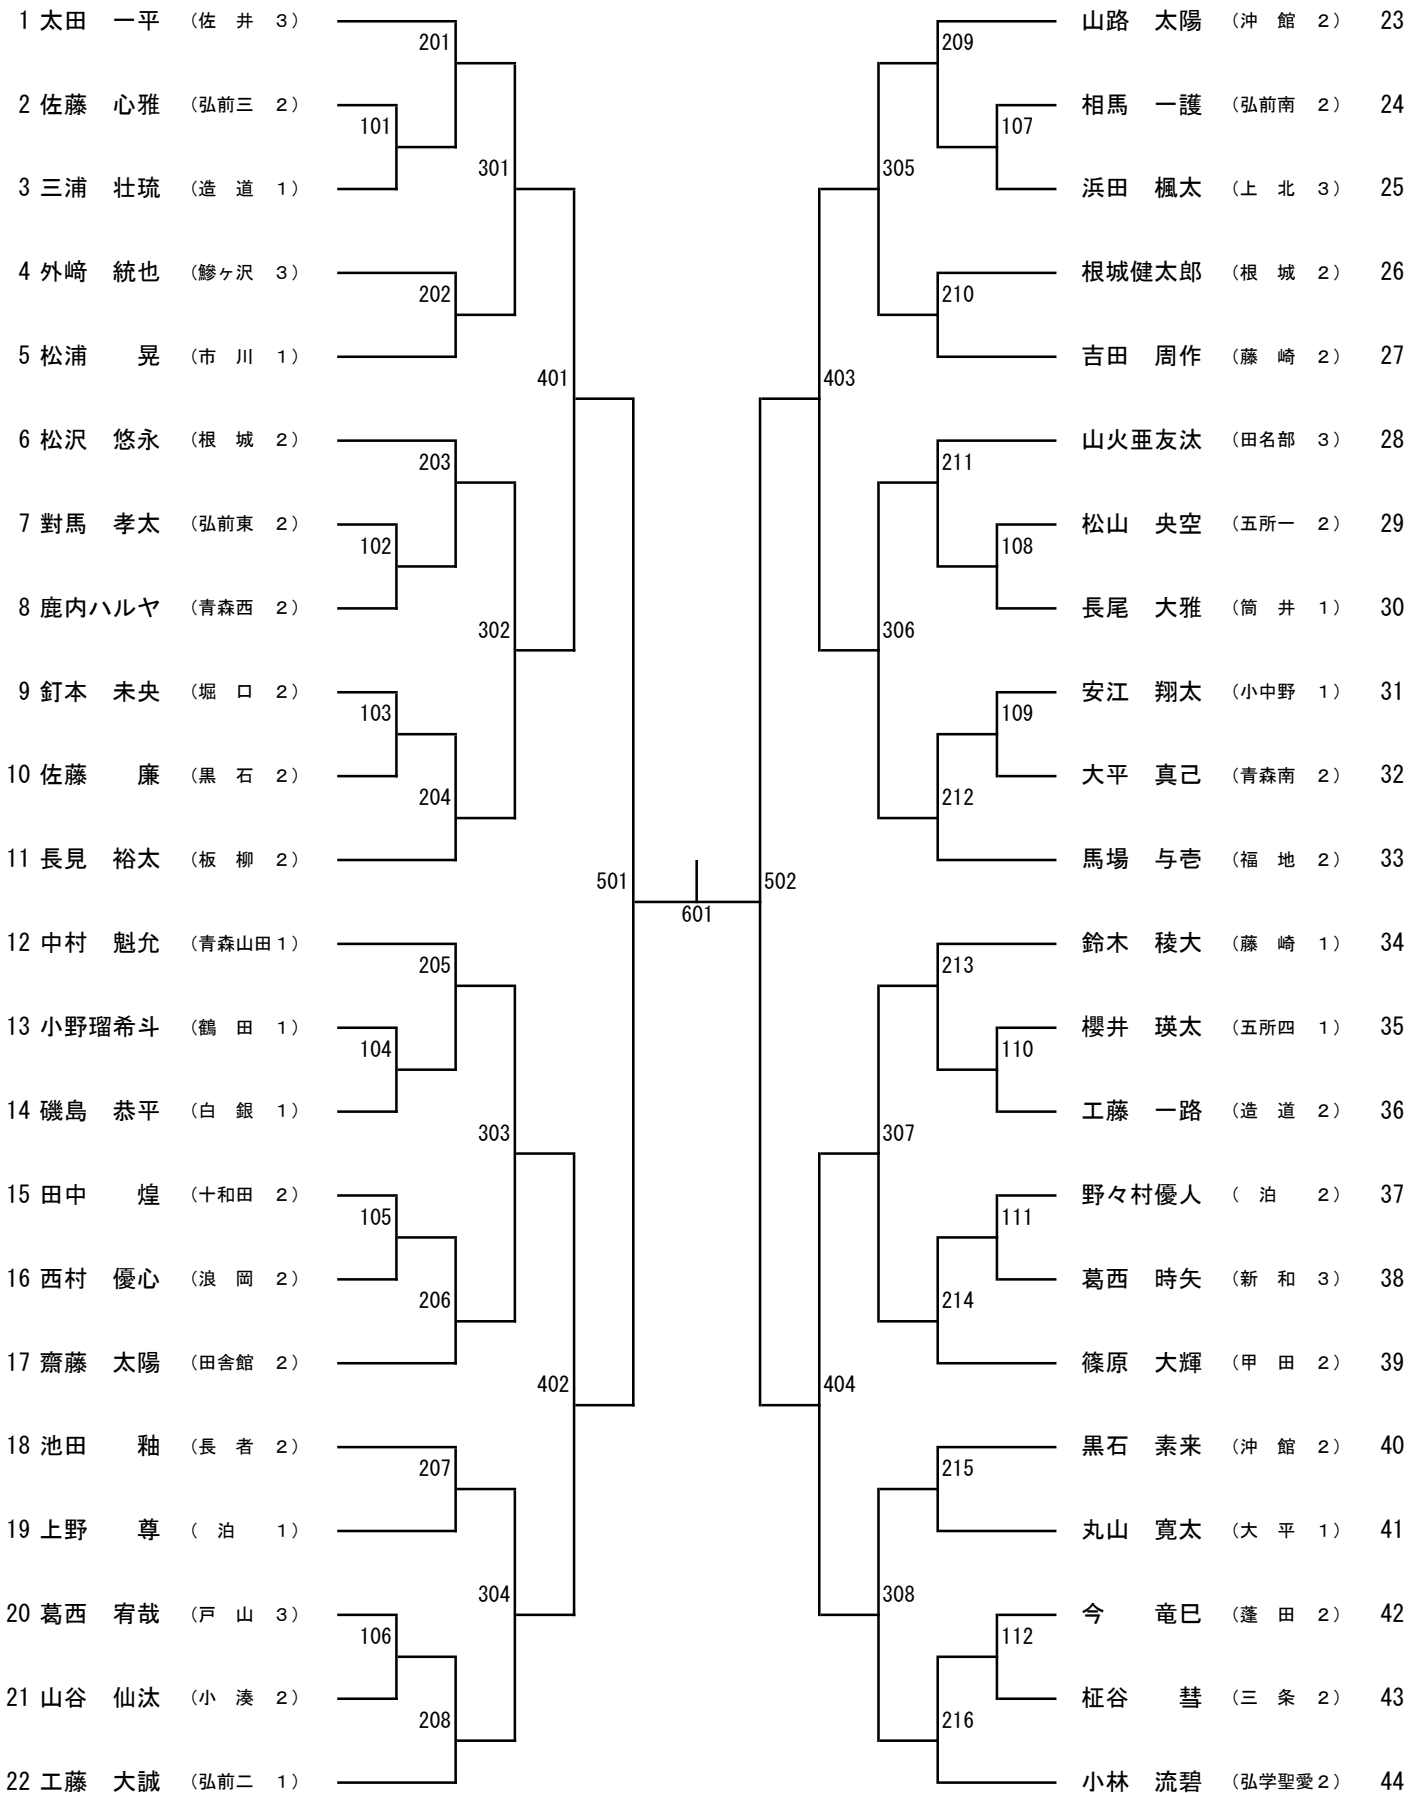 1 太田　一平 （佐　井　３）
201
2 佐藤　心雅 （弘前三　２）
101
3 三浦　壮琉 （造　道　１）
301
4 外﨑　統也 （鰺ヶ沢　３）
202
5 松浦　　晃 （市　川　１）
401
6 松沢　悠永 （根　城　２）
203
7 對馬　孝太 （弘前東　２）
102
8 鹿内ハルヤ （青森西　２）
302
9 釘本　未央 （堀　口　２）
103
10 佐藤　　廉 （黒　石　２）
204
11 長見　裕太 （板　柳　２）
501
12 中村　魁允 （青森山田１）
205
13 小野瑠希斗 （鶴　田　１）
104
14 磯島　恭平 （白　銀　１）
303
15 田中　　煌 （十和田　２）
105
16 西村　優心 （浪　岡　２）
206
17 齋藤　太陽 （田舎館　２）
402
18 池田　　釉 （長　者　２）
207
19 上野　　尊 （　泊　　１）
304
20 葛西　宥哉 （戸　山　３）
106
21 山谷　仙汰 （小　湊　２）
208
22 工藤　大誠 （弘前二　１）
601
山路　太陽 （沖　館　２） 23
209
相馬　一護 （弘前南　２） 24
107
305
浜田　楓太 （上　北　３） 25
根城健太郎 （根　城　２） 26
210
吉田　周作 （藤　崎　２） 27
403
山火亜友汰 （田名部　３） 28
211
松山　央空 （五所一　２） 29
108
長尾　大雅 （筒　井　１） 30
306
安江　翔太 （小中野　１） 31
109
大平　真己 （青森南　２） 32
212
馬場　与壱 （福　地　２） 33
502
鈴木　稜大 （藤　崎　１） 34
213
櫻井　瑛太 （五所四　１） 35
110
工藤　一路 （造　道　２） 36
307
野々村優人 （　泊　　２） 37
111
葛西　時矢 （新　和　３） 38
214
篠原　大輝 （甲　田　２） 39
404
黒石　素来 （沖　館　２） 40
215
丸山　寛太 （大　平　１） 41
308
今　　竜巳 （蓬　田　２） 42
112
柾谷　　彗 （三　条　２） 43
216
小林　流碧 （弘学聖愛２） 44